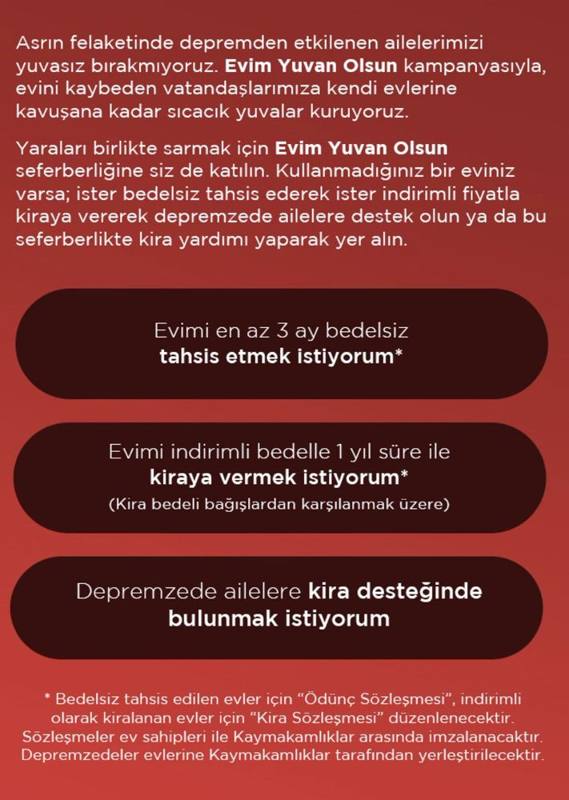 Asrın felaketinde depremden etkilenen ailelerimizi
yuvasız bırakmıyoruz. Evim Yuvan Olsun kampanyasıyla,
evini kaybeden vatandaşlarımıza kendi evlerine
kavuşana kadar sıcacık yuvalar kuruyoruz.
Yaraları birlikte sarmak için Evim Yuvan Olsun
seferberliğine siz de katılın. Kullanmadığınız bir eviniz
varsa; ister bedelsiz tahsis ederek ister indirimli fiyatla
kiraya vererek depremzede ailelere destek olun ya da bu
seferberlikte kira yardımı yaparak yer alın.
Evimi en az 3 ay bedelsiz
tahsis etmek istiyorum*
Evimi indirimli bedelle 1 yıl süre ile
kiraya vermek istiyorum*
(Kira bedeli bağışlardan karşılanmak üzere)
Depremzede ailelere kira desteğinde
bulunmak istiyorum
* Bedelsiz tahsis edilen evler için "Ödünç Sözleşmesi", indirimli
olarak kiralanan evler için "Kira Sözleşmesi" düzenlenecektir.
Sözleşmeler ev sahipleri ile Kaymakamlıklar arasında imzalanacaktır.
Depremzedeler evlerine Kaymakamlıklar tarafından yerleştirilecektir.